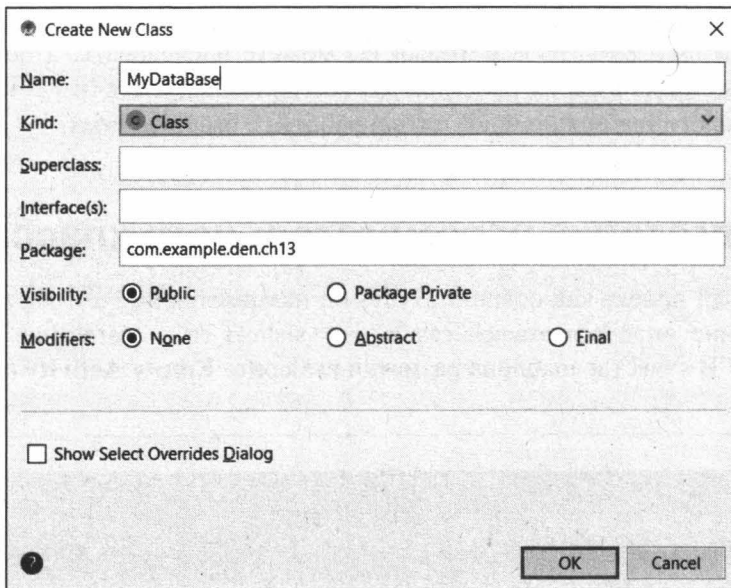 Create New Class
Name: MyDataBase
Kind: C Class
Superclass:
Interface(s):
Package: com.example.den.ch13
Visibility: Public Package Private
Modifiers: None Abstract Final
Show Select Overrides Dialog
? OK Cancel